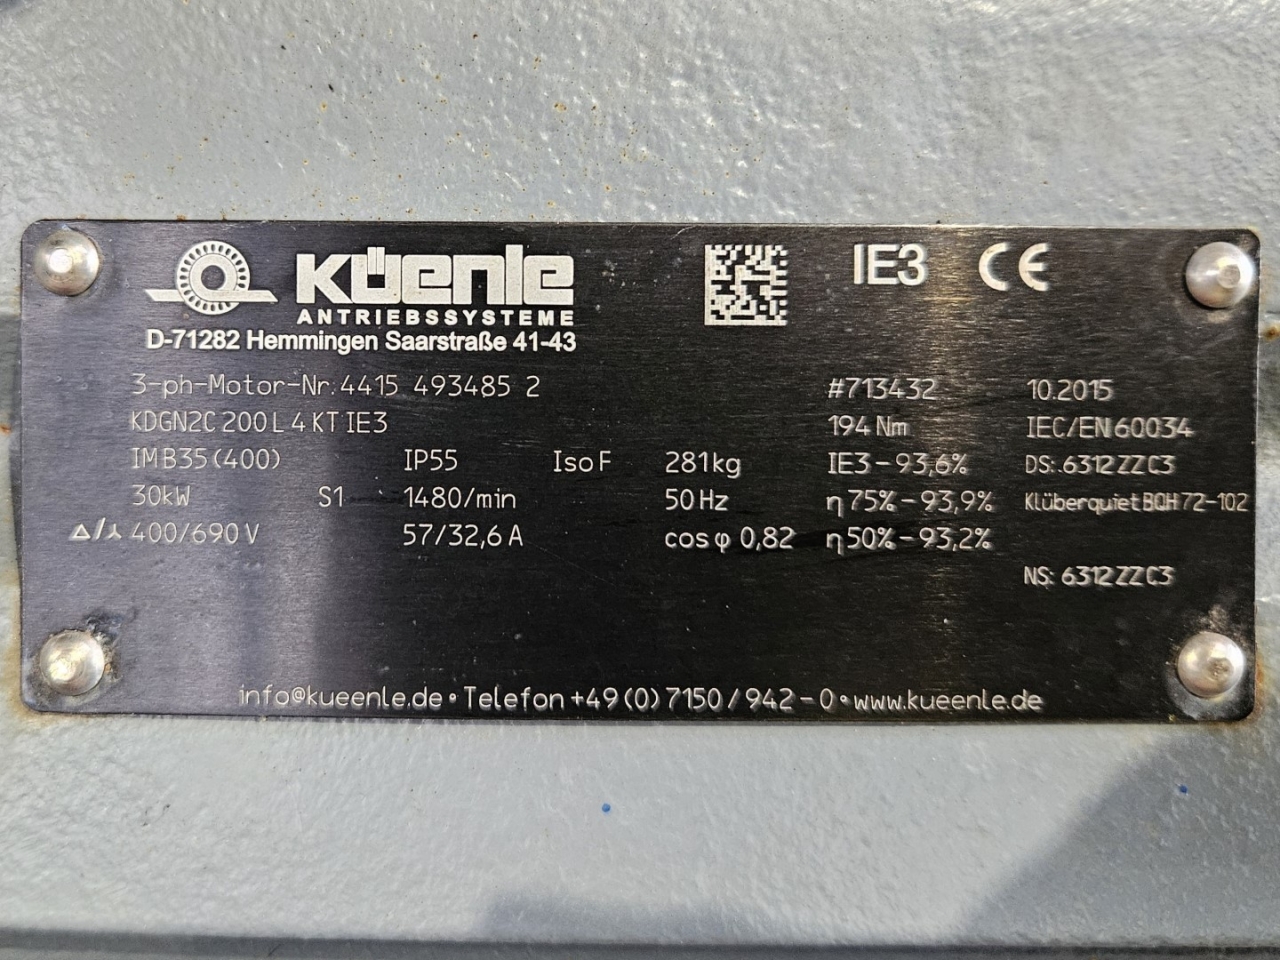 KÜenle
ANTRIEBSSYSTEME
D-71282 Hemmingen Saarstraße 41-43
IE3 CE
3-ph-Motor-Nr: 4415 493485 2 #713432 10.2015
KDGN2C 200 L 4 KT IE3 194 Nm IEC/EN 60034
IM B35 (400) IP55 Iso F 281kg IE3 - 93,6% DS: 6312 ZZ C3
30kW S1 1480/min 50 Hz η 75% - 93,9% Klüberquiet BQH 72-102
Δ/⅄ 400/690 V 57/32,6 A cos φ 0,82 η 50% - 93,2%
NS: 6312 ZZ C3
info@kueenle.de • Telefon +49 (0) 7150 / 942 - 0 • www.kueenle.de